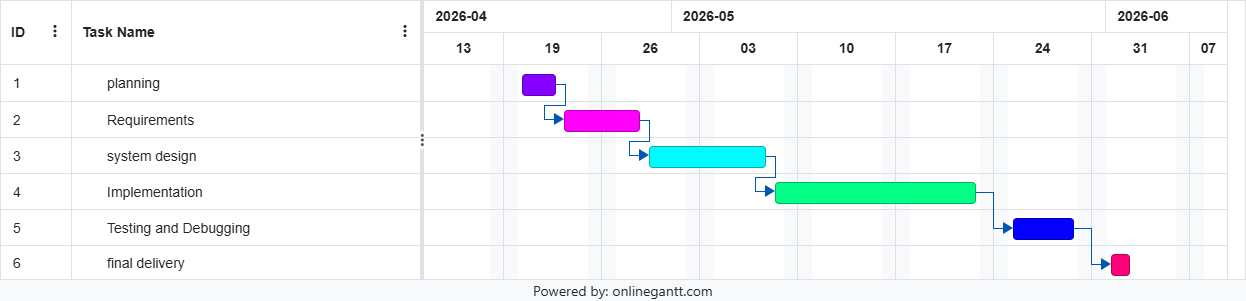 2026-04 2026-05 2026-06
ID Task Name
13 19 26 03 10 17 24 31 07
1 planning
2 Requirements
3 system design
4 Implementation
5 Testing and Debugging
6 final delivery
Powered by: onlinegantt.com